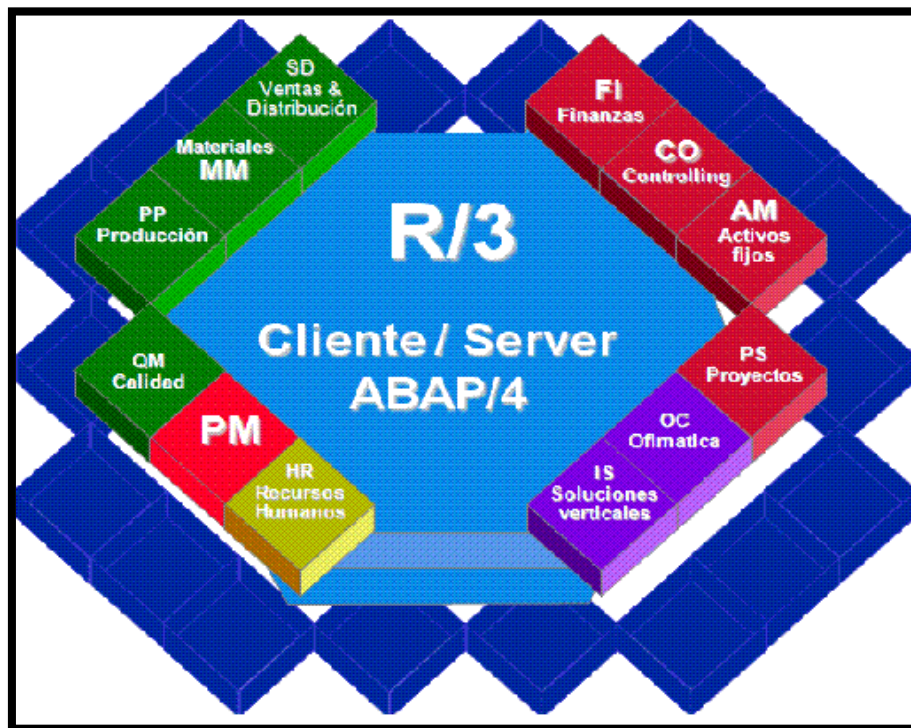 SD
Ventas &
Distribución
Materiales
MM
PP
Producción
QM
Calidad
PM
HR
Recursos
Humanos
R/3
Cliente / Server
ABAP/4
FI
Finanzas
CO
Controlling
AM
Activos
fijos
PS
Proyectos
OC
Ofimatica
IS
Soluciones
verticales